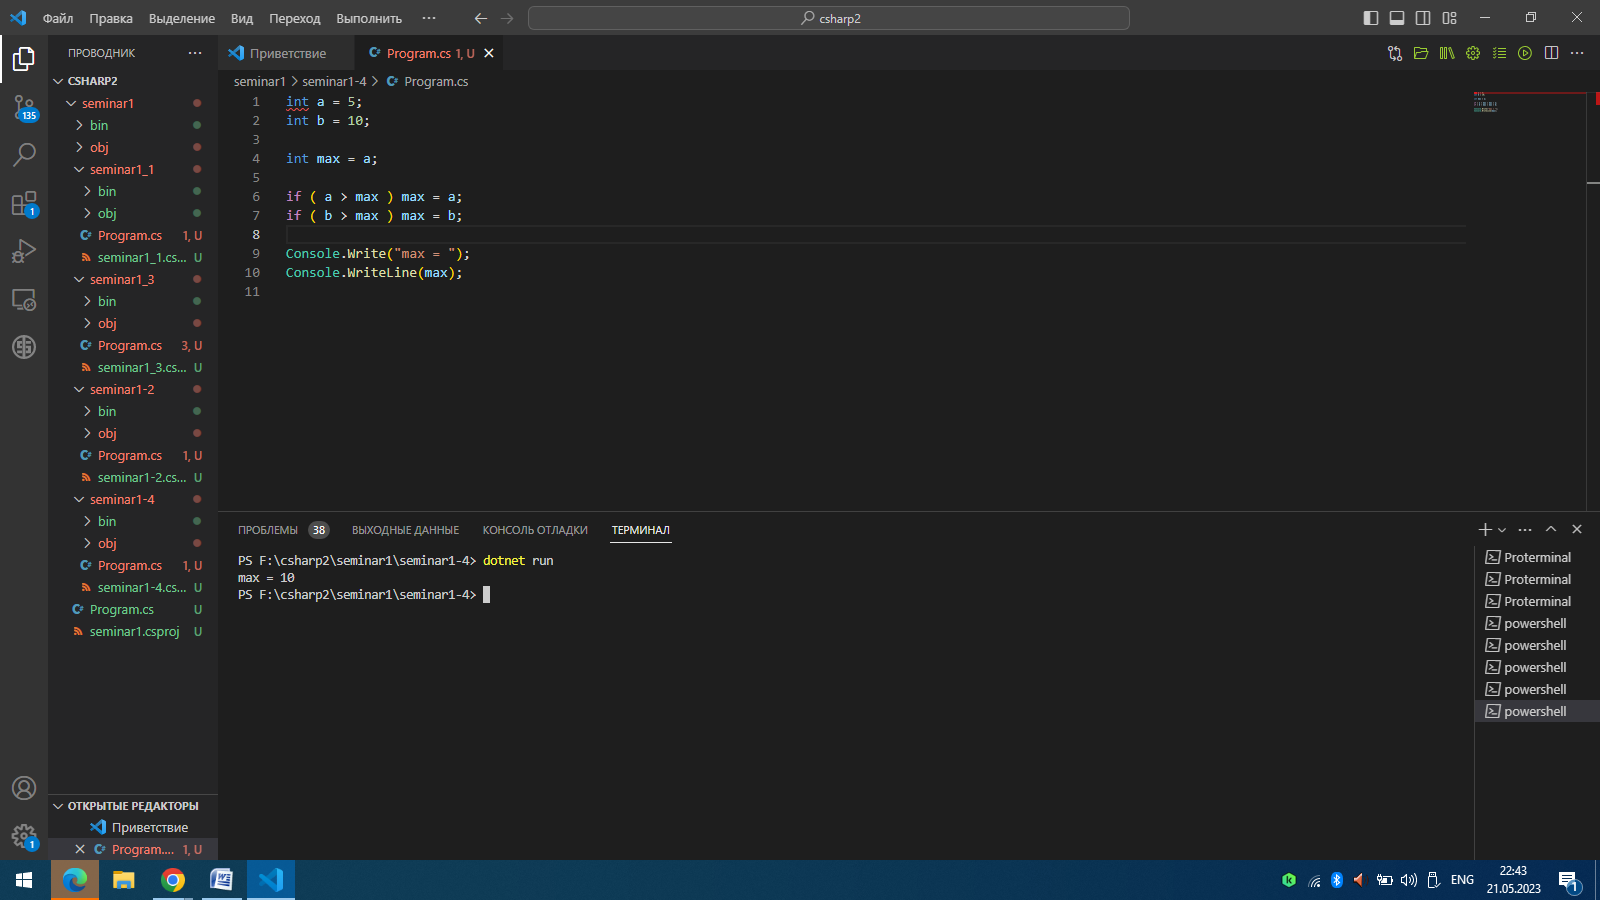 Файл Правка Выделение Вид Переход Выполнить ··· csharp2
ПРОВОДНИК ···
CSHARP2
seminar1
bin
obj
seminar1_1
bin
obj
Program.cs 1, U
seminar1_1.cs... U
seminar1_3
bin
obj
Program.cs 3, U
seminar1_3.cs... U
seminar1-2
bin
obj
Program.cs 1, U
seminar1-2.cs... U
seminar1-4
bin
obj
Program.cs 1, U
seminar1-4.cs... U
Program.cs U
seminar1.csproj U
ОТКРЫТЫЕ РЕДАКТОРЫ
Приветствие
Program.... 1, U
135
1
1
Приветствие Program.cs 1, U
seminar1 > seminar1-4 > Program.cs
1 int a = 5;
2 int b = 10;
3
4 int max = a;
5
6 if ( a > max ) max = a;
7 if ( b > max ) max = b;
8
9 Console.Write("max = ");
10 Console.WriteLine(max);
11
ПРОБЛЕМЫ 38 ВЫХОДНЫЕ ДАННЫЕ КОНСОЛЬ ОТЛАДКИ ТЕРМИНАЛ
PS F:\csharp2\seminar1\seminar1-4> dotnet run
max = 10
PS F:\csharp2\seminar1\seminar1-4>
Proterminal
Proterminal
Proterminal
powershell
powershell
powershell
powershell
powershell
ENG
22:43
21.05.2023
1